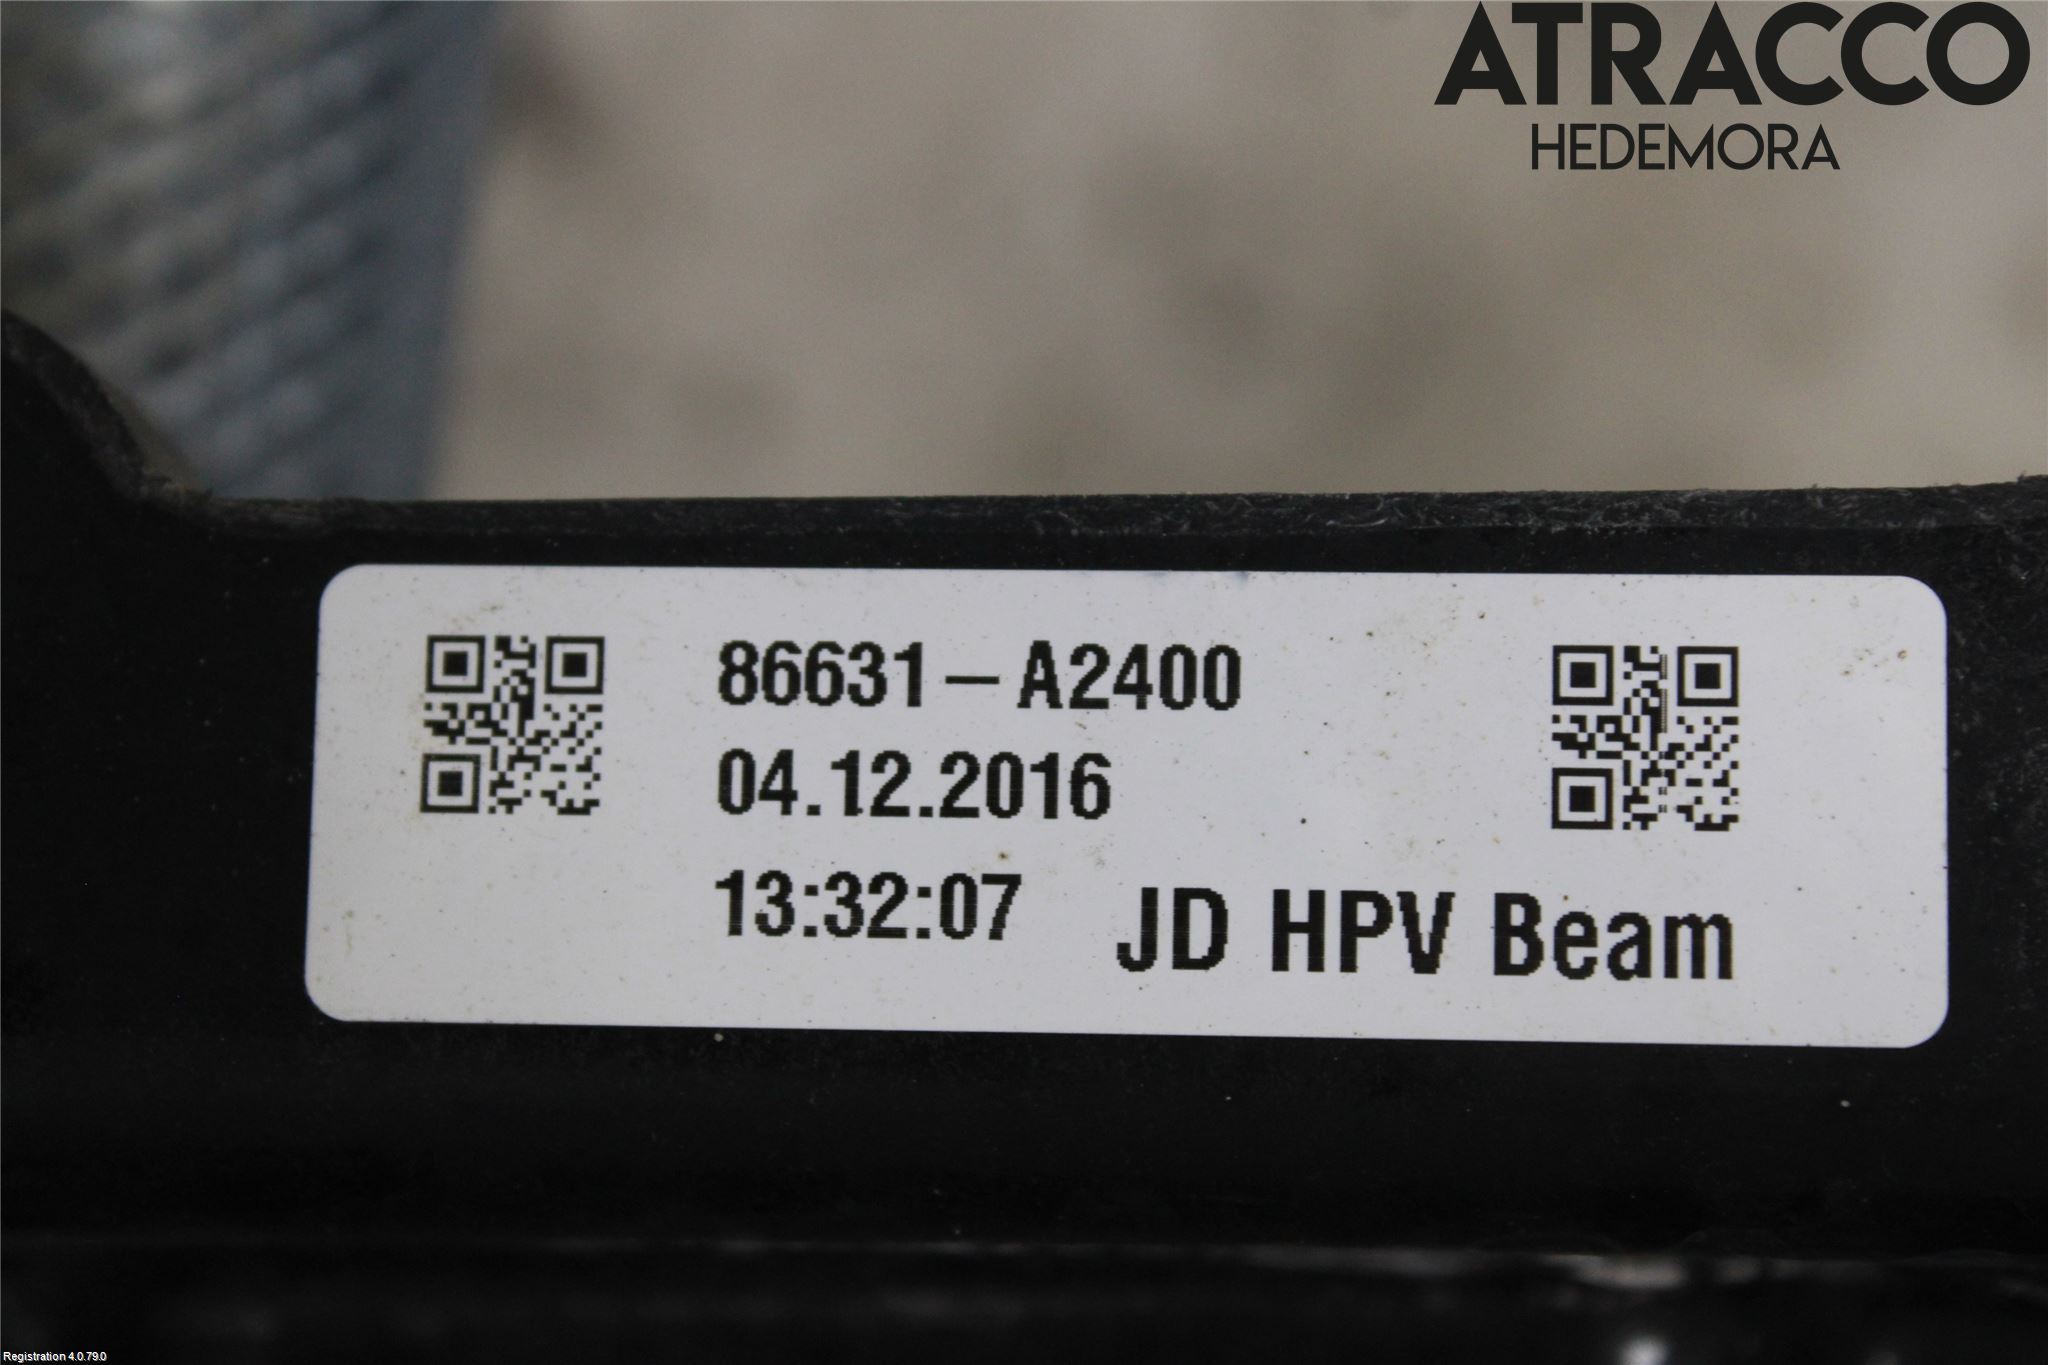 ATRACCO
HEDEMORA
86631-A2400
04.12.2016
13:32:07 JD HPV Beam
Registration 4.0.79.0